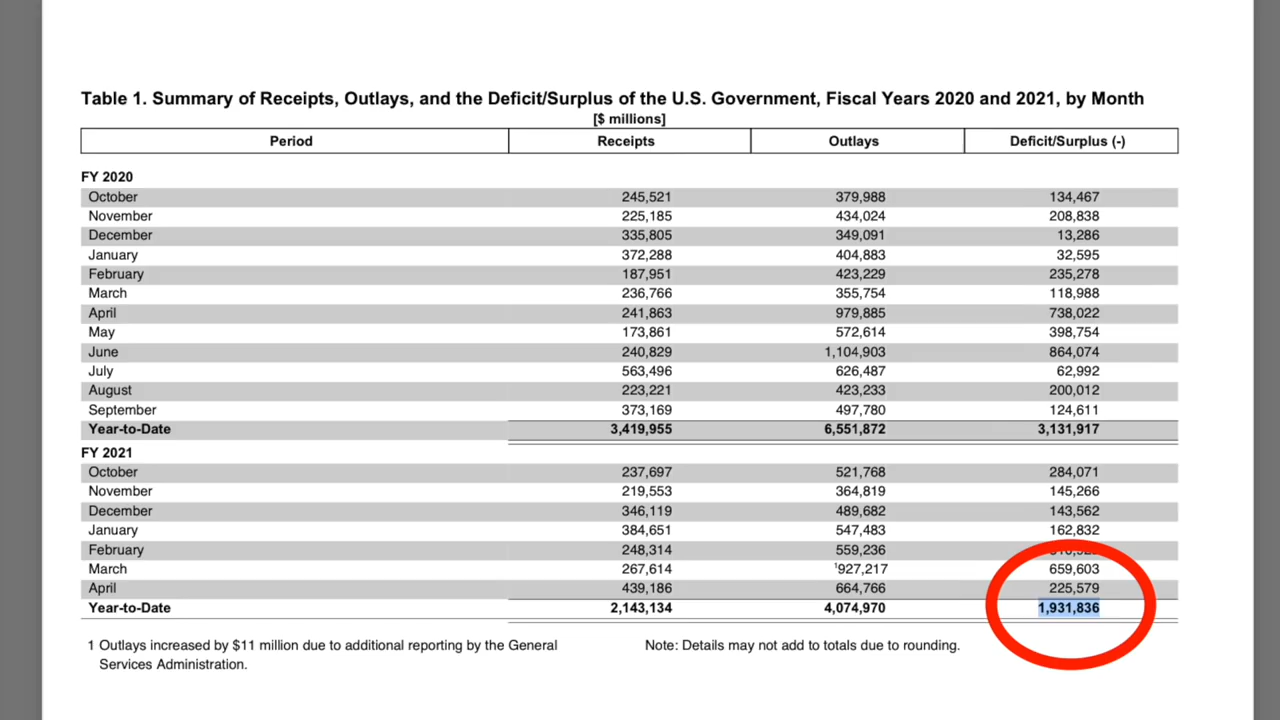 Table 1. Summary of Receipts, Outlays, and the Deficit/Surplus of the U.S. Government, Fiscal Years 2020 and 2021, by Month
[$ millions]
Period Receipts Outlays Deficit/Surplus (-)
FY 2020
October 245,521 379,988 134,467
November 225,185 434,024 208,838
December 335,805 349,091 13,286
January 372,288 404,883 32,595
February 187,951 423,229 235,278
March 236,766 355,754 118,988
April 241,863 979,885 738,022
May 173,861 572,614 398,754
June 240,829 1,104,903 864,074
July 563,496 626,487 62,992
August 223,221 423,233 200,012
September 373,169 497,780 124,611
Year-to-Date 3,419,955 6,551,872 3,131,917
FY 2021
October 237,697 521,768 284,071
November 219,553 364,819 145,266
December 346,119 489,682 143,562
January 384,651 547,483 162,832
February 248,314 559,236
March 267,614 ¹927,217 659,603
April 439,186 664,766 225,579
Year-to-Date 2,143,134 4,074,970 1,931,836
1 Outlays increased by $11 million due to additional reporting by the General
Services Administration.
Note: Details may not add to totals due to rounding.